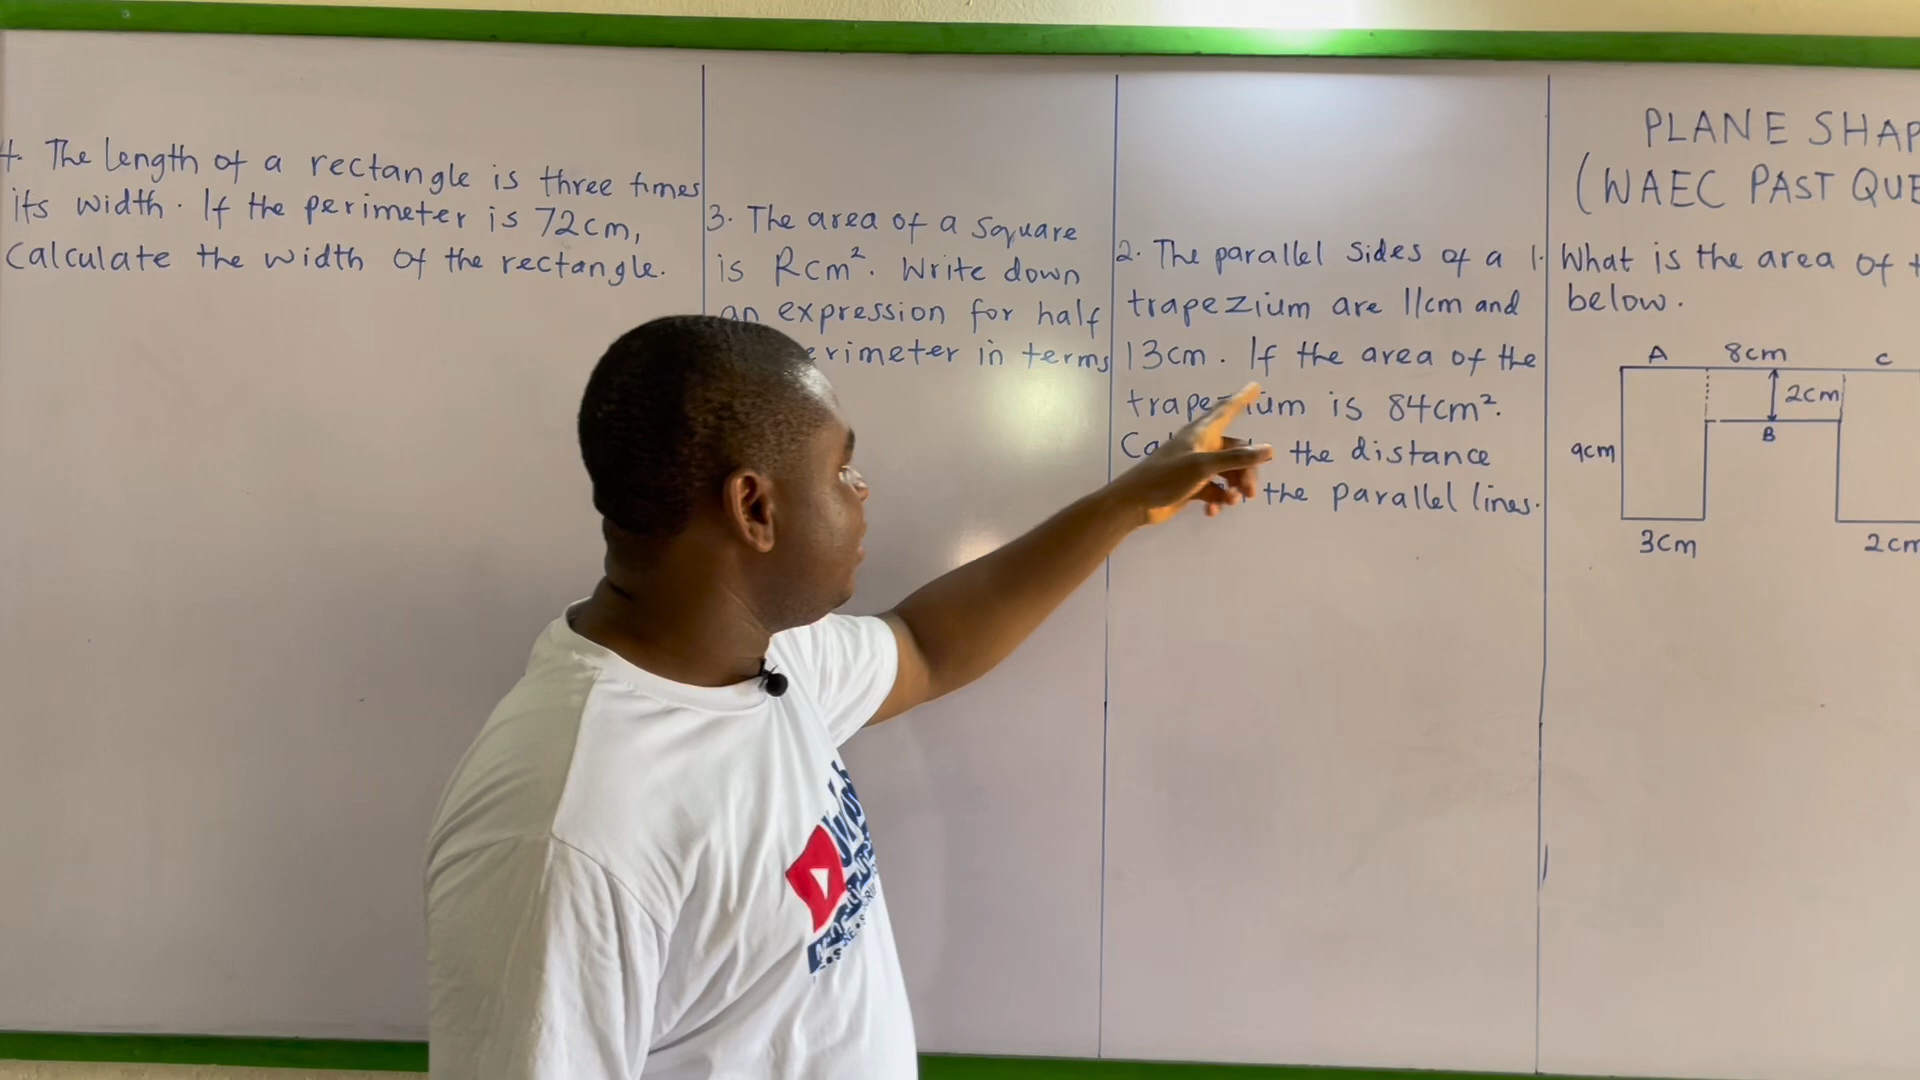 4. The length of a rectangle is three times
its width. If the perimeter is 72cm,
Calculate the width of the rectangle.
3. The area of a square
is Rcm². Write down
an expression for half
erimeter in terms
2. The parallel sides of a
trapezium are 11cm and
13cm. If the area of the
trapezium is 84cm².
the distance
the parallel lines.
PLANE SHAP
(WAEC PAST QUE
1. What is the area of t
below.
A 8cm C
2cm
B
9cm
3cm 2cm